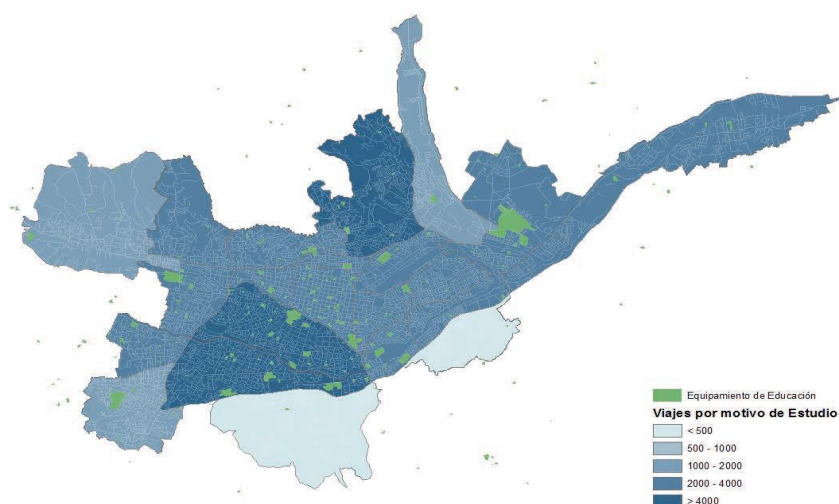 Equipamiento de Educación
Viajes por motivo de Estudio
< 500
500 - 1000
1000 - 2000
2000 - 4000
> 4000